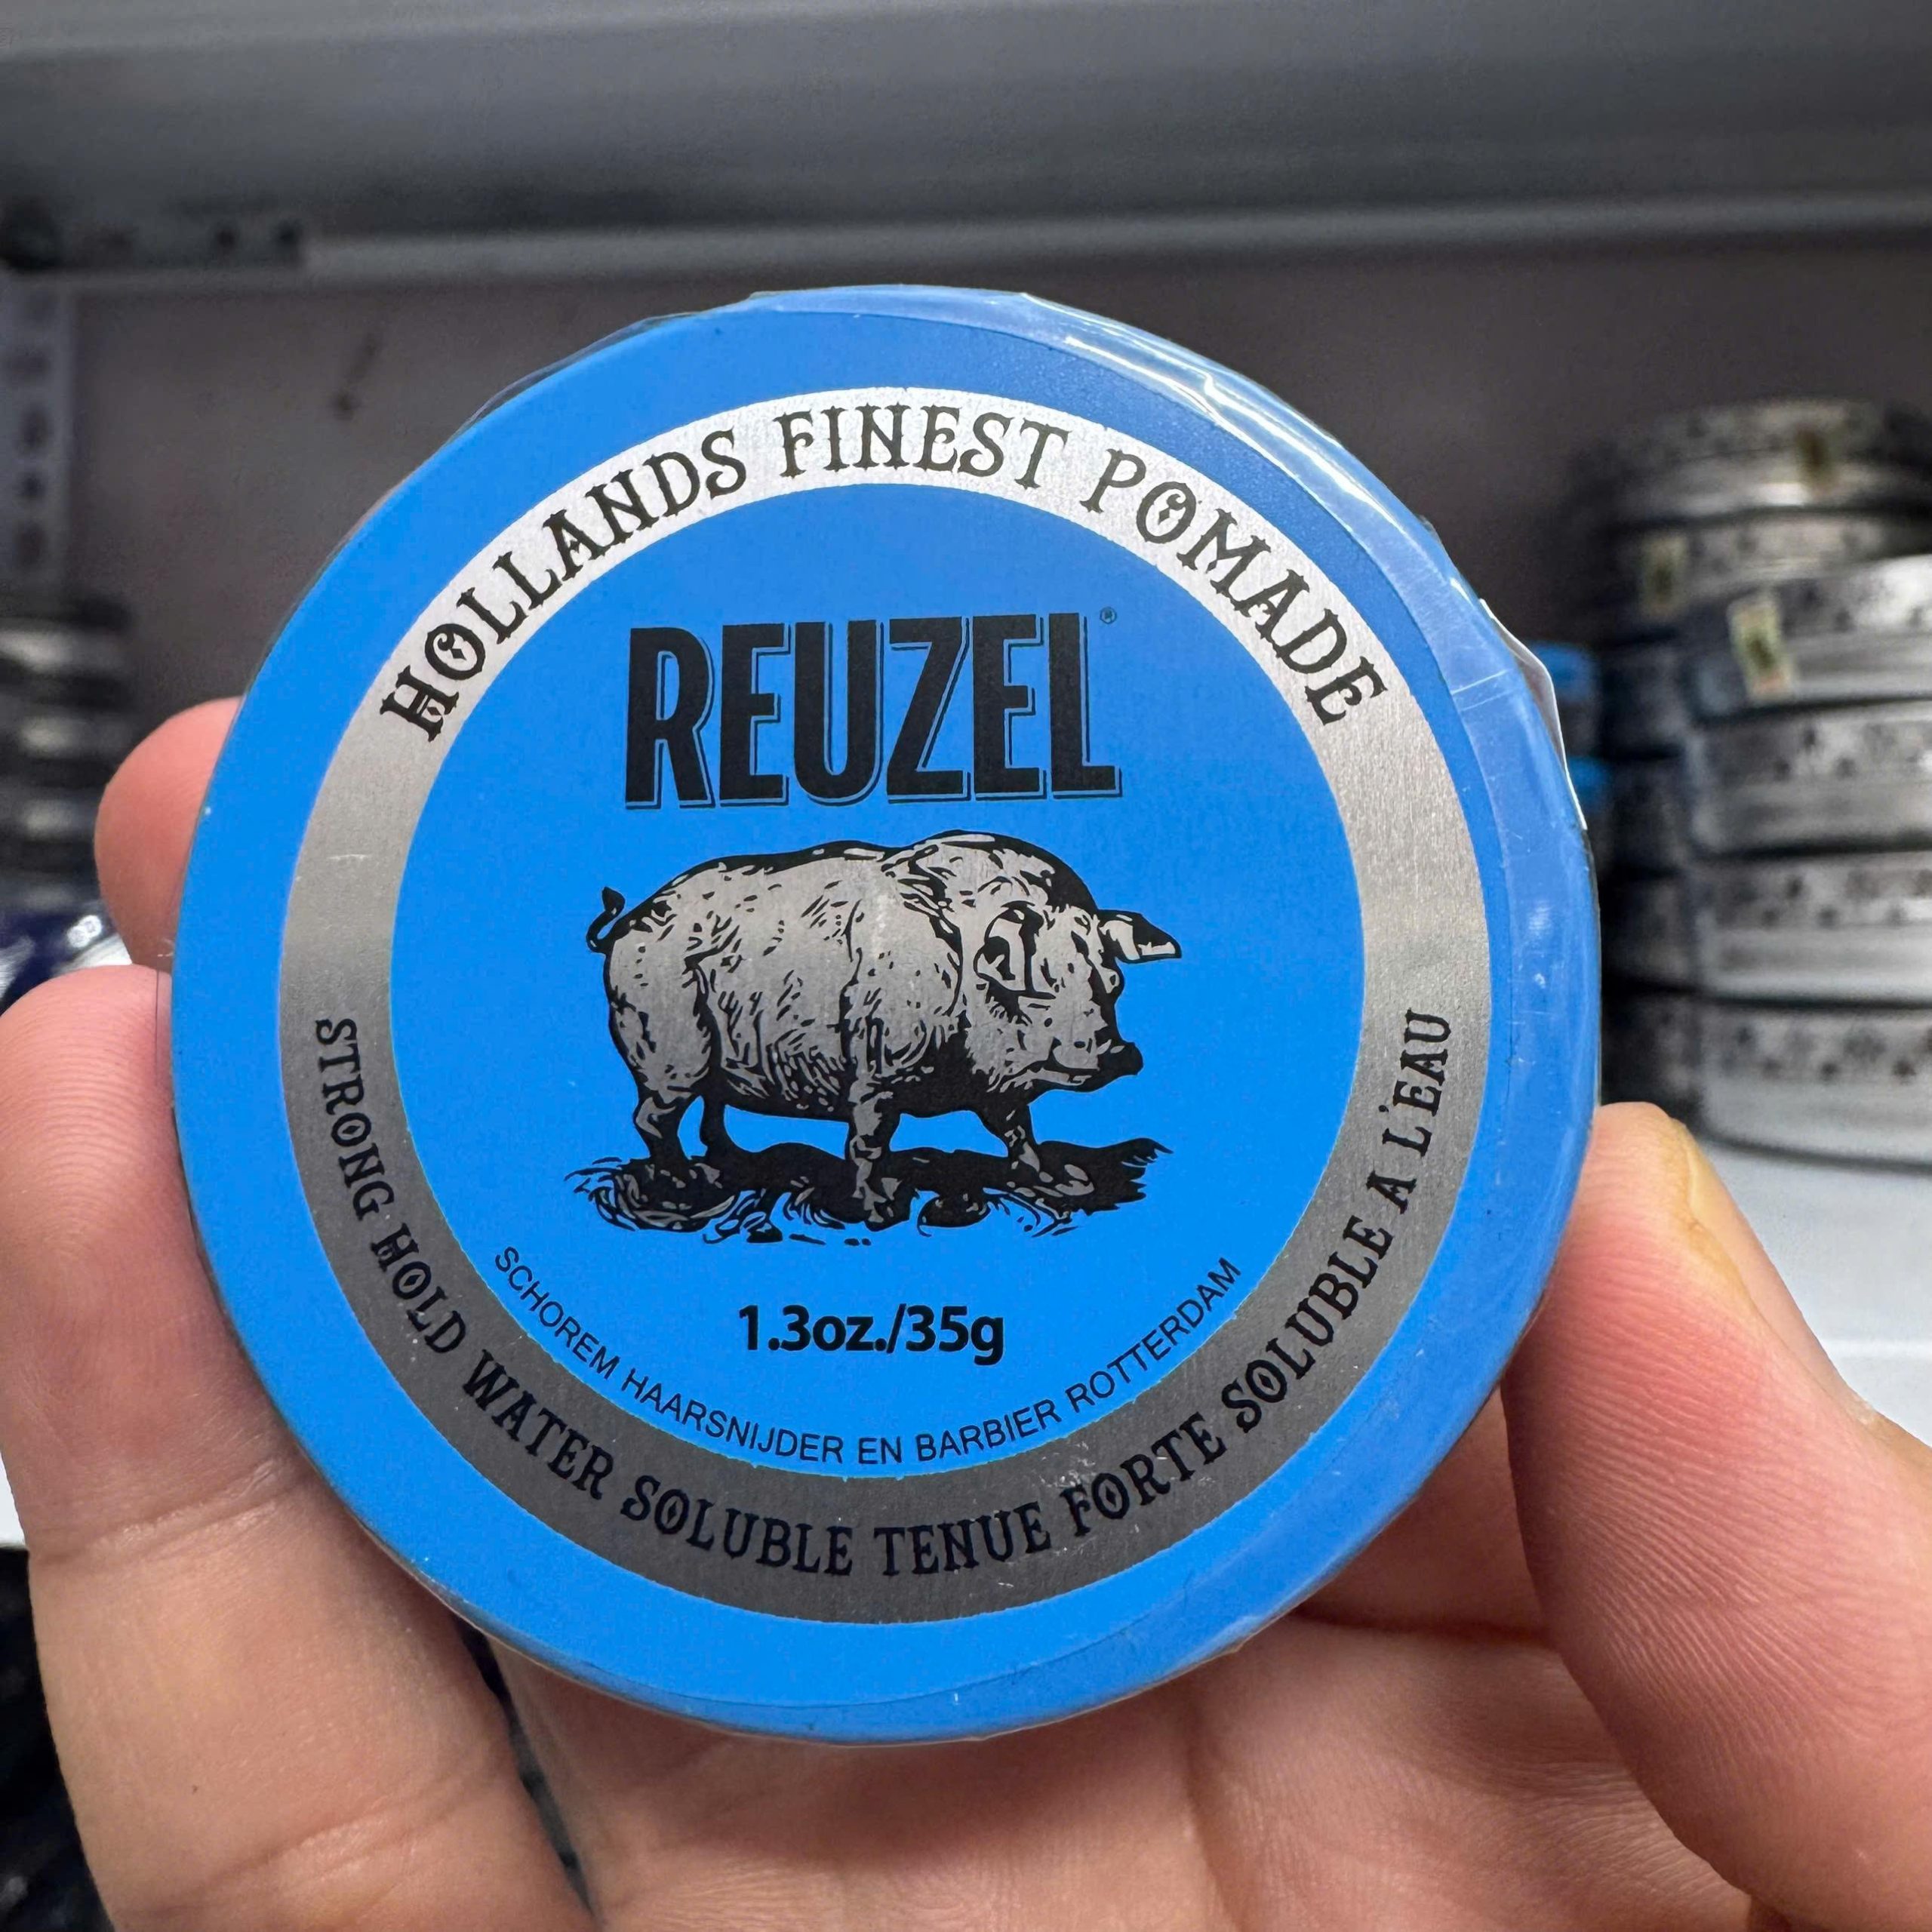 HOLLANDS FINEST POMADE
REUZEL®
1.3oz./35g
SCHOREM HAARSNIJDER EN BARBIER ROTTERDAM
STRONG HOLD WATER SOLUBLE TENUE FORTE SOLUBLE A L'EAU